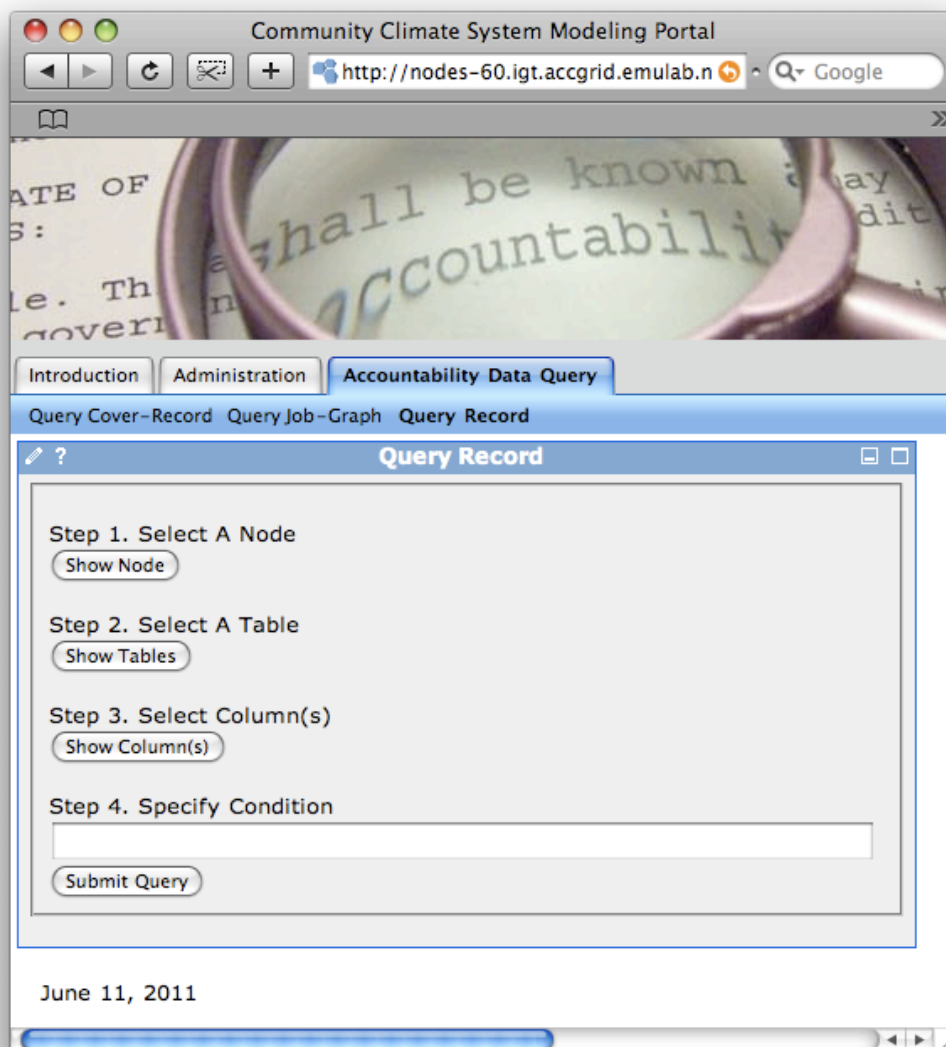 Community Climate System Modeling Portal
http://nodes-60.igt.accgrid.emulab.n
Google
ATE OF
shall be known
S:
accountabili
dit
le. Th
govern
Introduction Administration Accountability Data Query
Query Cover-Record Query Job-Graph Query Record
? Query Record
Step 1. Select A Node
Show Node
Step 2. Select A Table
Show Tables
Step 3. Select Column(s)
Show Column(s)
Step 4. Specify Condition
Submit Query
June 11, 2011